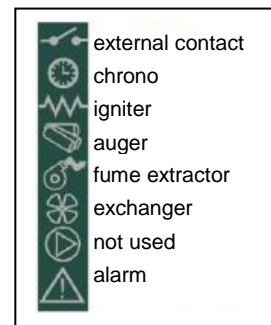 external contact
chrono
igniter
auger
fume extractor
exchanger
not used
alarm